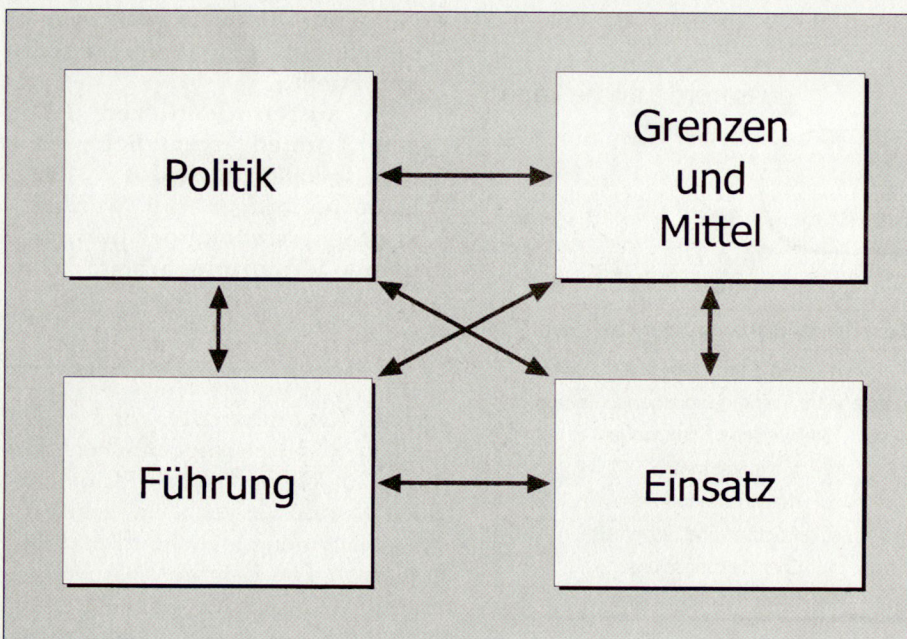 Politik
Grenzen
und
Mittel
Führung
Einsatz